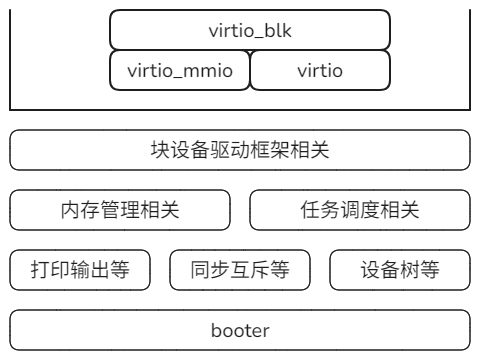 virtio_blk
virtio_mmio
virtio
块设备驱动框架相关
内存管理相关
任务调度相关
打印输出等
同步互斥等
设备树等
booter